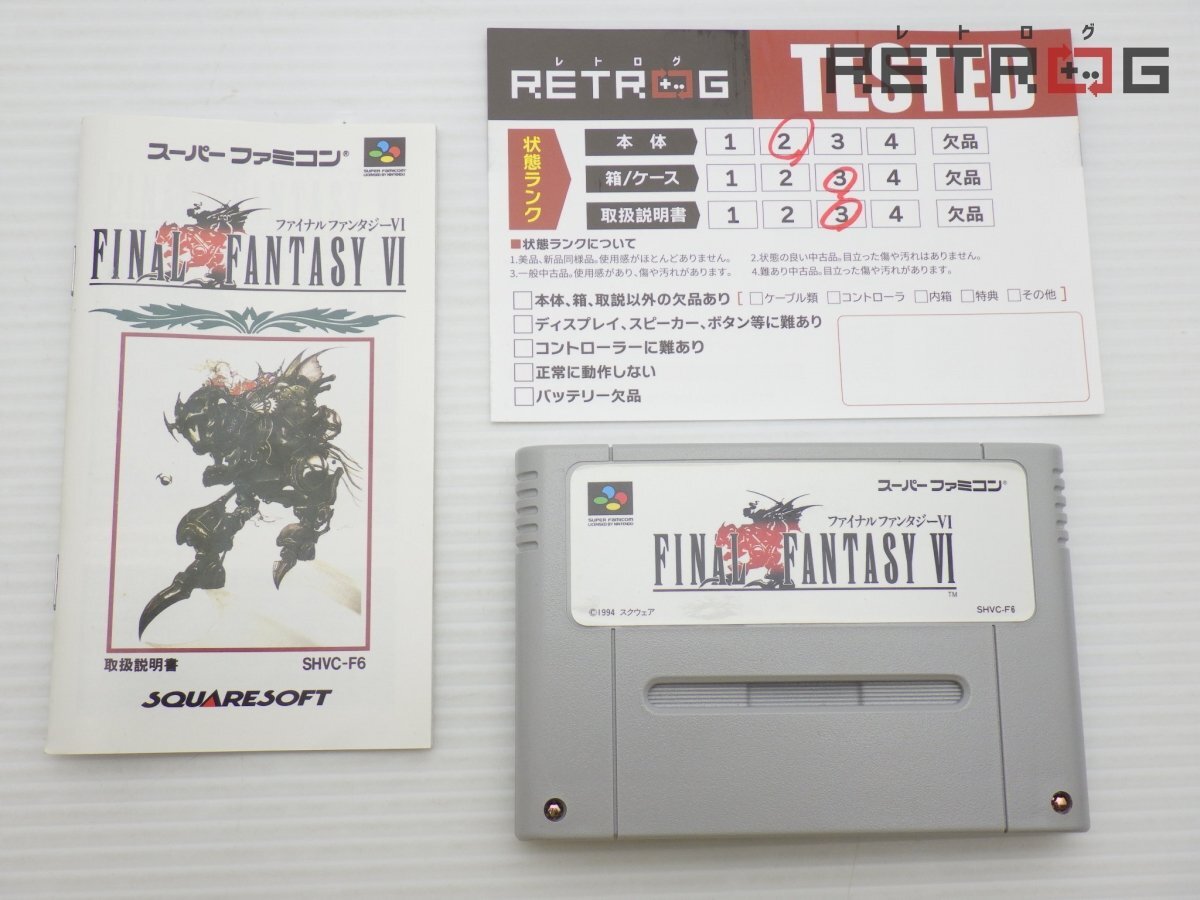 スーパーファミコン®
SUPER FAMICOM
LICENSED BY NINTENDO
ファイナルファンタジーVI
FINAL FANTASY VI
取扱説明書 SHVC-F6
SQUARESOFT
レトログ
RETROG
TESTED
レトログ
RETROG
状態ランク
本体 1 2 3 4 欠品
箱/ケース 1 2 3 4 欠品
取扱説明書 1 2 3 4 欠品
■状態ランクについて
1.美品、新品同様品。使用感がほとんどありません。 2.状態の良い中古品。目立った傷や汚れはありません。
3.一般中古品。使用感があり、傷や汚れがあります。 4.難あり中古品。目立った傷や汚れがあります。
□本体、箱、取説以外の欠品あり [ □ケーブル類 □コントローラ □内箱 □特典 □その他 ]
□ディスプレイ、スピーカー、ボタン等に難あり
□コントローラーに難あり
□正常に動作しない
□バッテリー欠品
スーパーファミコン®
SUPER FAMICOM
LICENSED BY NINTENDO
ファイナルファンタジーVI
FINAL FANTASY VI
TM
©1994 スクウェア SHVC-F6